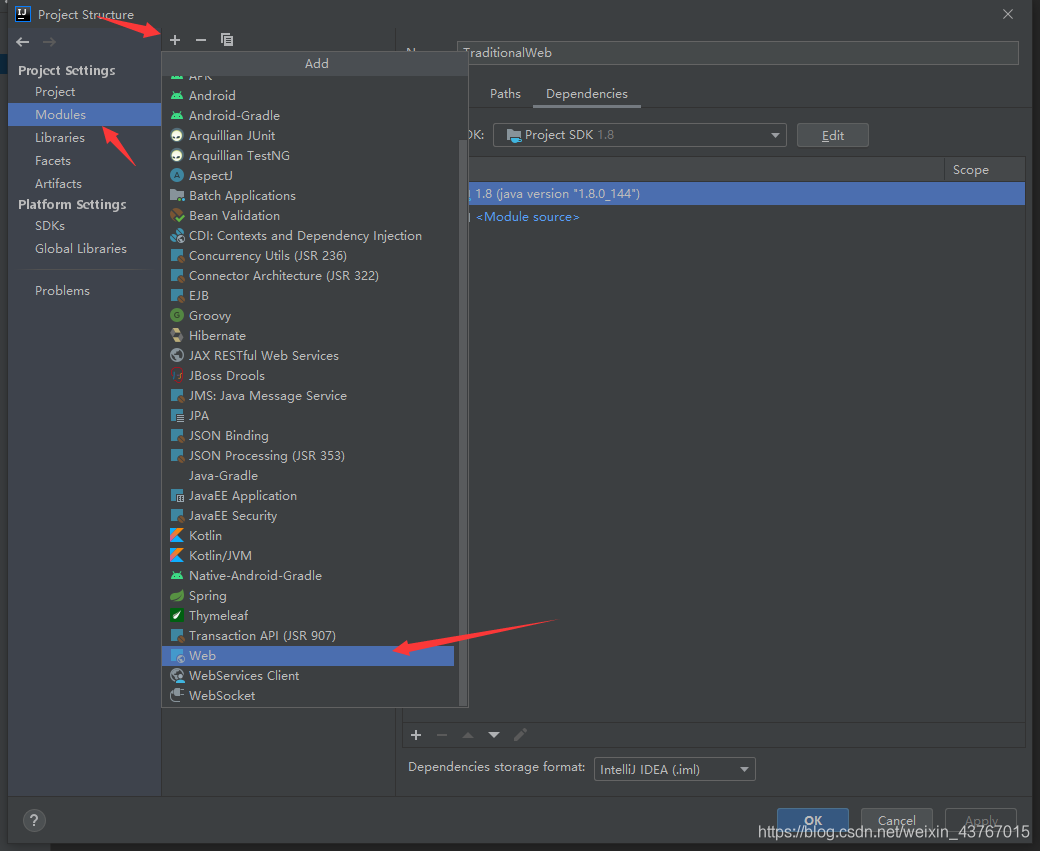 Project Structure
Project Settings
Project
Modules
Libraries
Facets
Artifacts
Platform Settings
SDKs
Global Libraries
Problems
Add
APK
Android
Android-Gradle
Arquillian JUnit
Arquillian TestNG
AspectJ
Batch Applications
Bean Validation
CDI: Contexts and Dependency Injection
Concurrency Utils (JSR 236)
Connector Architecture (JSR 322)
EJB
Groovy
Hibernate
JAX RESTful Web Services
JBoss Drools
JMS: Java Message Service
JPA
JSON Binding
JSON Processing (JSR 353)
Java-Gradle
JavaEE Application
JavaEE Security
Kotlin
Kotlin/JVM
Native-Android-Gradle
Spring
Thymeleaf
Transaction API (JSR 907)
Web
WebServices Client
WebSocket
TraditionalWeb
Paths Dependencies
DK: Project SDK 1.8 Edit
Scope
1.8 (java version "1.8.0_144")
<Module source>
Dependencies storage format: IntelliJ IDEA (.iml)
? OK Cancel Apply
https://blog.csdn.net/weixin_43767015